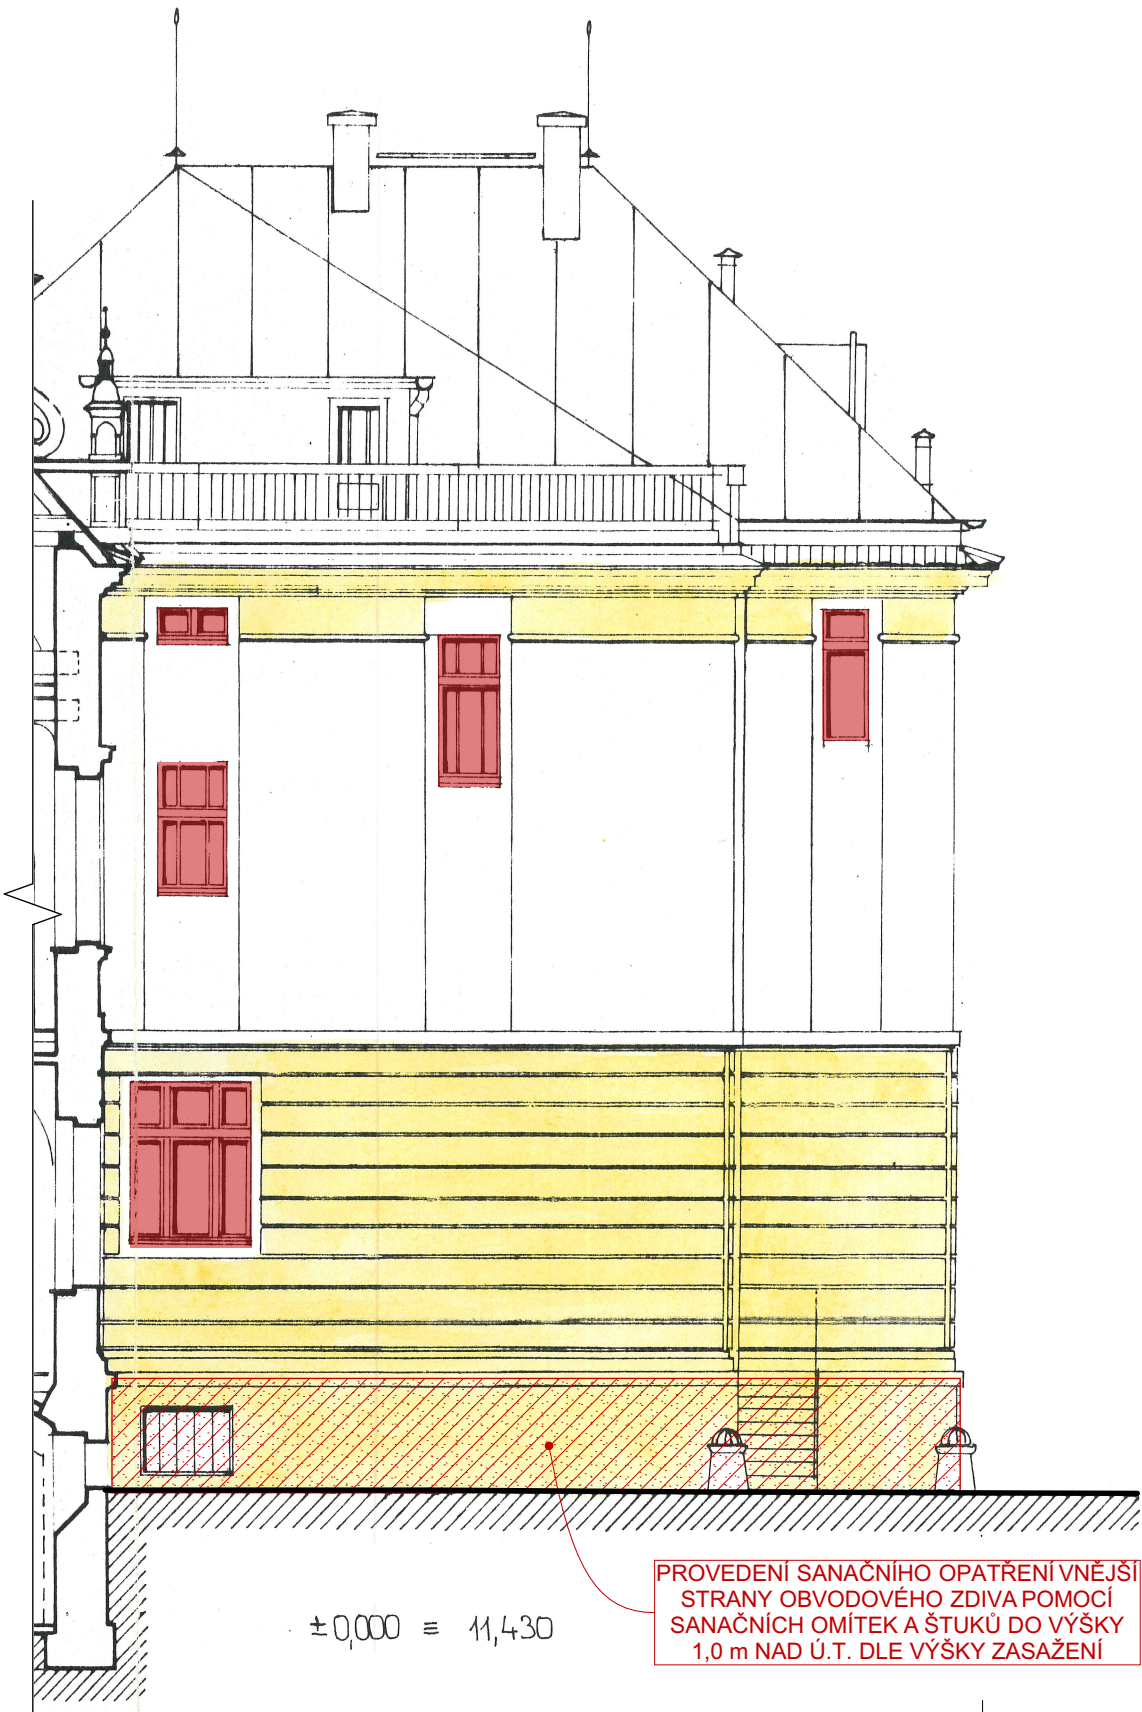 PROVEDENÍ SANAČNÍHO OPATŘENÍ VNĚJŠÍ
STRANY OBVODOVÉHO ZDIVA POMOCÍ
SANAČNÍCH OMÍTEK A ŠTUKŮ DO VÝŠKY
1,0 m NAD Ú.T. DLE VÝŠKY ZASAŽENÍ
±0,000 ≡ 11,430